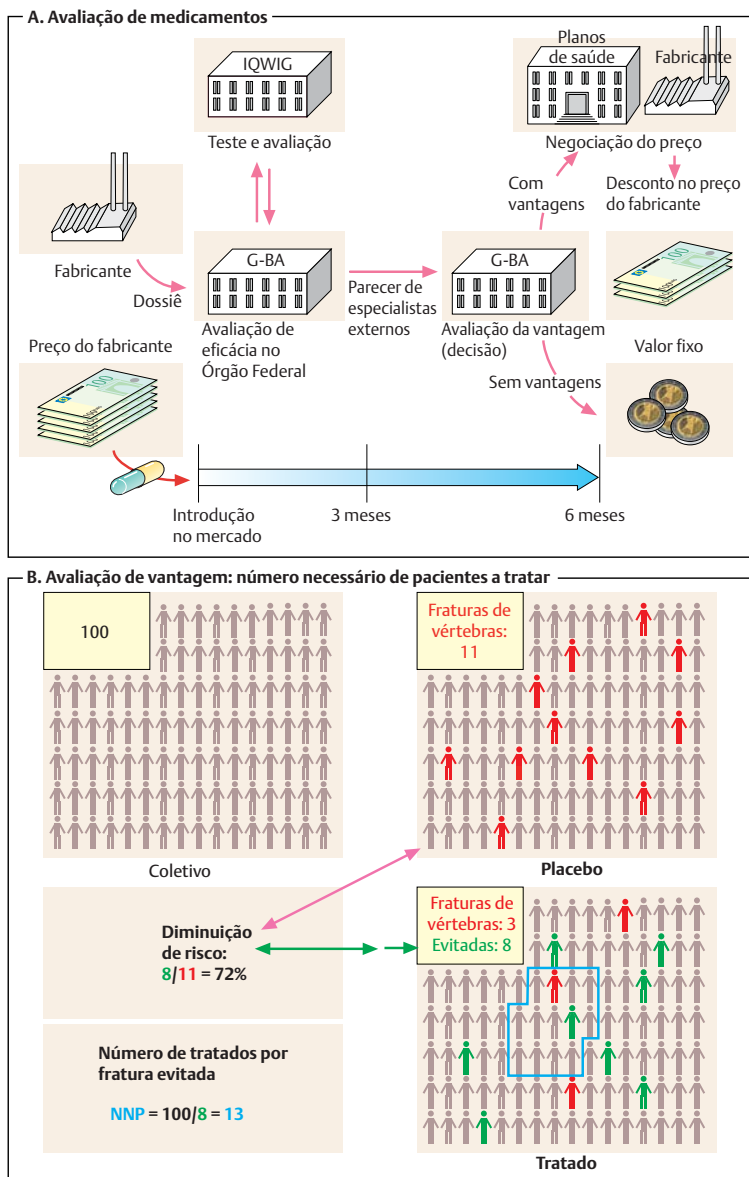 A. Avaliação de medicamentos
IQWIG
Teste e avaliação
Planos
de saúde
Fabricante
Negociação do preço
Com
vantagens
Desconto no preço
do fabricante
Fabricante
Dossiê
G-BA
Avaliação de
eficácia no
Órgão Federal
Parecer de
especialistas
externos
G-BA
Avaliação da vantagem
(decisão)
Sem vantagens
Valor fixo
Preço do fabricante
100
Introdução
no mercado
3 meses
6 meses
B. Avaliação de vantagem: número necessário de pacientes a tratar
100
Coletivo
Fraturas de
vértebras:
11
Placebo
Diminuição
de risco:
8/11 = 72%
Fraturas de
vértebras: 3
Evitadas: 8
Tratado
Número de tratados por
fratura evitada
NNP = 100/8 = 13